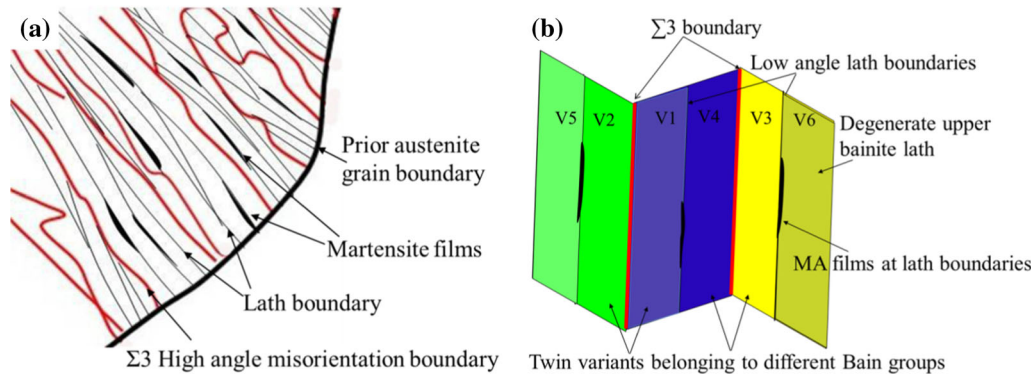 (a)
Prior austenite
grain boundary
Martensite films
Lath boundary
Σ3 High angle misorientation boundary
(b)
∑3 boundary
Low angle lath boundaries
V5 V2 V1 V4 V3 V6
Degenerate upper
bainite lath
MA films at lath boundaries
Twin variants belonging to different Bain groups